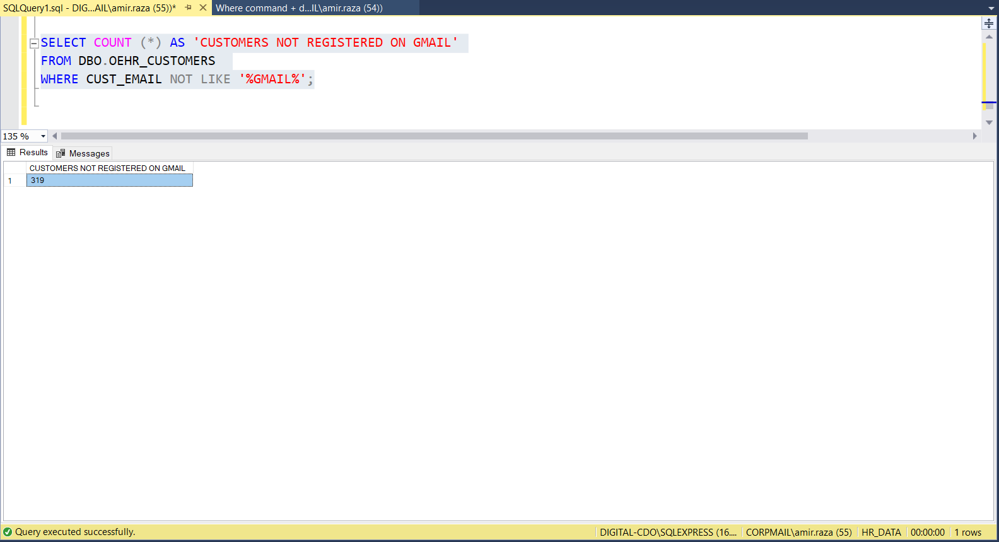 SQLQuery1.sql - DIG...AIL\amir.raza (55))*
Where command + d...IL\amir.raza (54))
SELECT COUNT (*) AS 'CUSTOMERS NOT REGISTERED ON GMAIL'
FROM DBO.OEHR_CUSTOMERS
WHERE CUST_EMAIL NOT LIKE '%GMAIL%';
135 %
Results
Messages
CUSTOMERS NOT REGISTERED ON GMAIL
1 319
Query executed successfully.
DIGITAL-CDO\SQLEXPRESS (16.... CORPMAIL\amir.raza (55) HR_DATA 00:00:00 1 rows